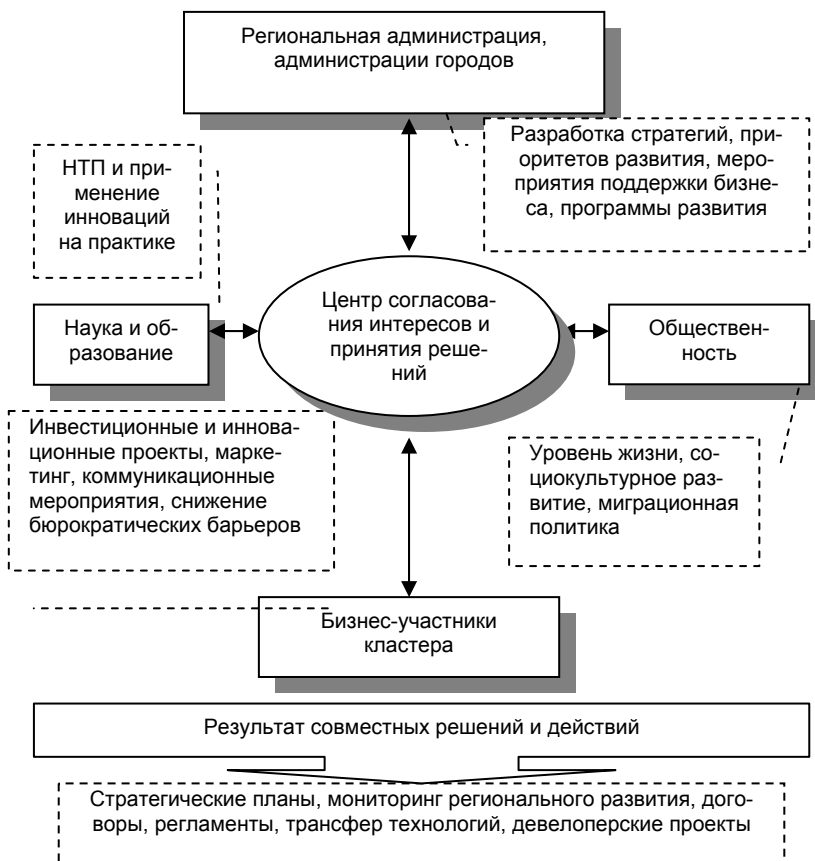 Региональная администрация,
администрации городов
Разработка стратегий, при-
оритетов развития, меро-
приятия поддержки бизне-
са, программы развития
НТП и при-
менение
инноваций
на практике
Центр согласова-
ния интересов и
принятия реше-
ний
Наука и об-
разование
Общественн-
ность
Инвестиционные и иннова-
ционные проекты, марке-
тинг, коммуникационные
мероприятия, снижение
бюрократических барьеров
Уровень жизни, со-
циокультурное раз-
витие, миграционная
политика
Бизнес-участники
кластера
Результат совместных решений и действий
Стратегические планы, мониторинг регионального развития, дого-
воры, регламенты, трансфер технологий, девелоперские проекты